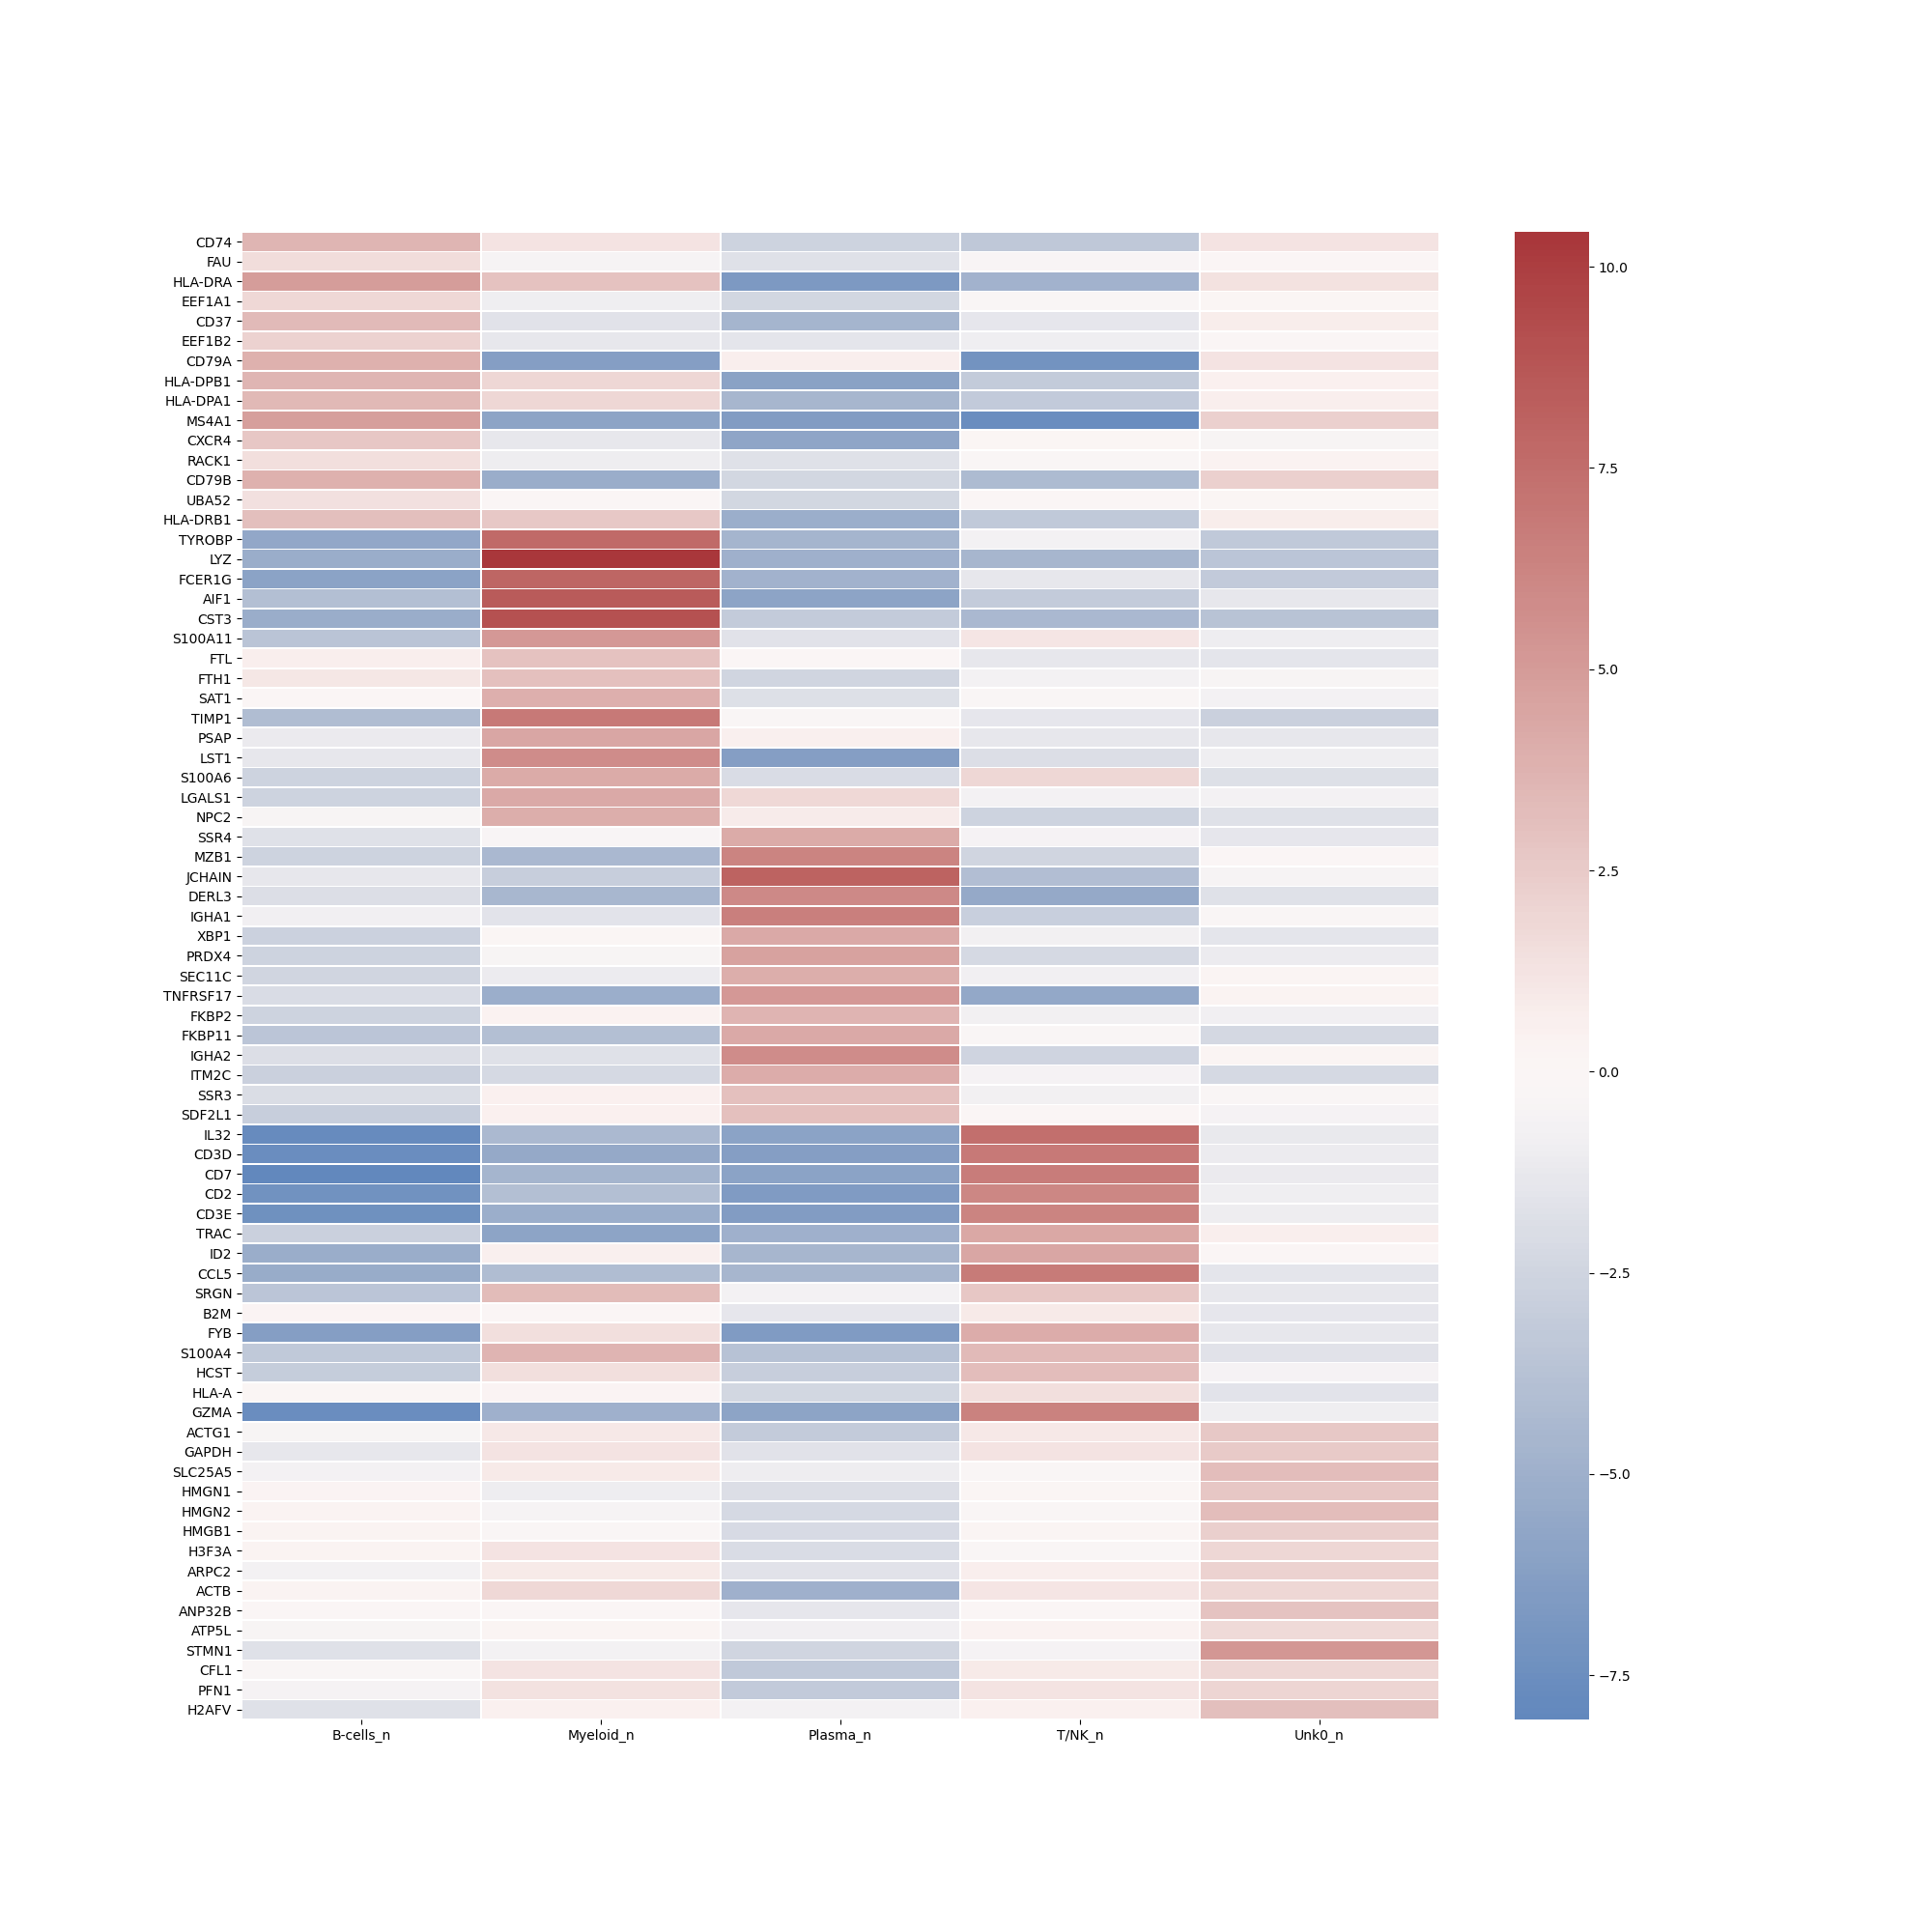 CD74
FAU
HLA-DRA
EEF1A1
CD37
EEF1B2
CD79A
HLA-DPB1
HLA-DPA1
MS4A1
CXCR4
RACK1
CD79B
UBA52
HLA-DRB1
TYROBP
LYZ
FCER1G
AIF1
CST3
S100A11
FTL
FTH1
SAT1
TIMP1
PSAP
LST1
S100A6
LGALS1
NPC2
SSR4
MZB1
JCHAIN
DERL3
IGHA1
XBP1
PRDX4
SEC11C
TNFRSF17
FKBP2
FKBP11
IGHA2
ITM2C
SSR3
SDF2L1
IL32
CD3D
CD7
CD2
CD3E
TRAC
ID2
CCL5
SRGN
B2M
FYB
S100A4
HCST
HLA-A
GZMA
ACTG1
GAPDH
SLC25A5
HMGN1
HMGN2
HMGB1
H3F3A
ARPC2
ACTB
ANP32B
ATP5L
STMN1
CFL1
PFN1
H2AFV
B-cells_n Myeloid_n Plasma_n T/NK_n Unk0_n
10.0
7.5
5.0
2.5
0.0
−2.5
−5.0
−7.5